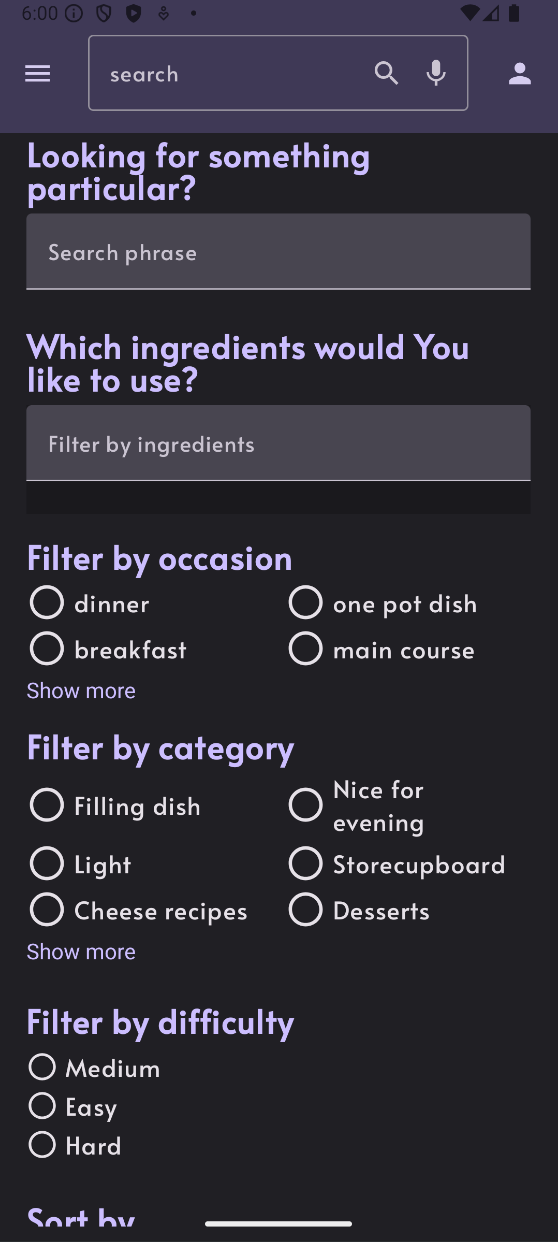 6:00
search
Looking for something
particular?
Search phrase
Which ingredients would You
like to use?
Filter by ingredients
Filter by occasion
dinner
one pot dish
breakfast
main course
Show more
Filter by category
Filling dish
Nice for
evening
Light
Storecupboard
Cheese recipes
Desserts
Show more
Filter by difficulty
Medium
Easy
Hard
Sort by